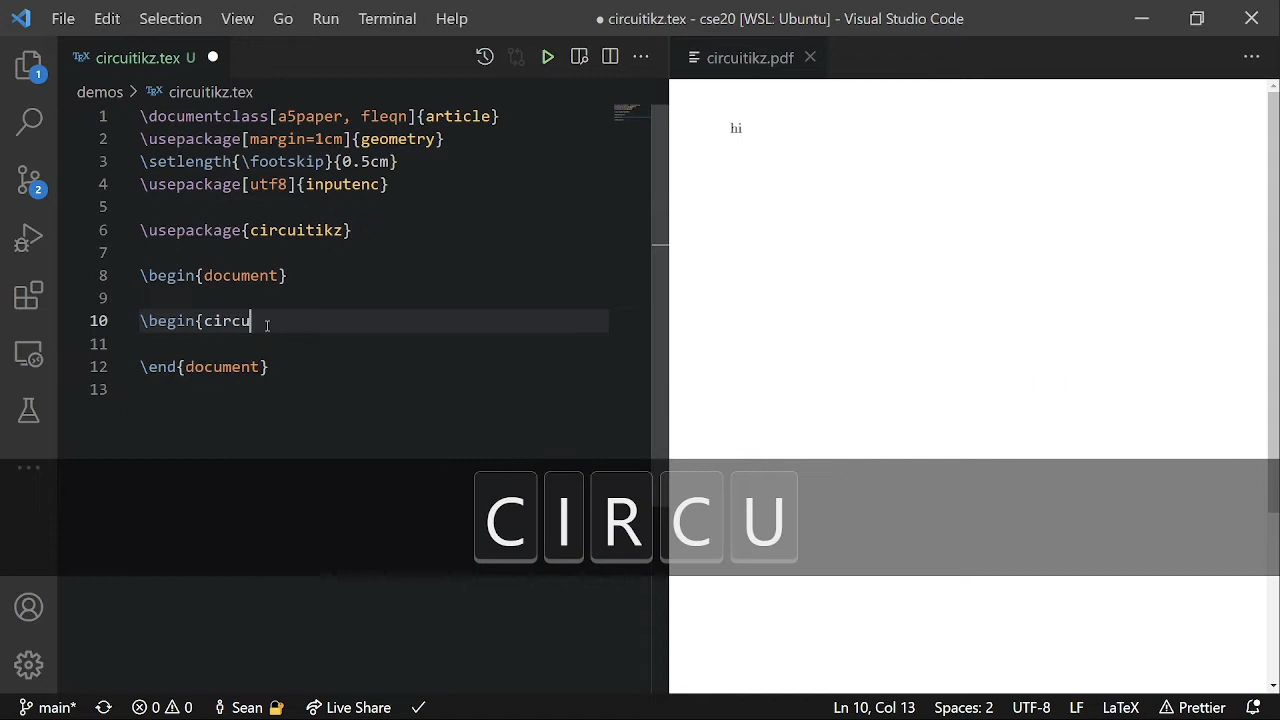 File Edit Selection View Go Run Terminal Help
● circuitikz.tex - cse20 [WSL: Ubuntu] - Visual Studio Code
TEX circuitikz.tex U
circuitikz.pdf
demos > TEX circuitikz.tex
1 \documentclass[a5paper, fleqn]{article}
2 \usepackage[margin=1cm]{geometry}
3 \setlength{\footskip}{0.5cm}
4 \usepackage[utf8]{inputenc}
5
6 \usepackage{circuitikz}
7
8 \begin{document}
9
10 \begin{circu
11
12 \end{document}
13
hi
1
2
C I R C U
main* 0 0 Sean Live Share
Ln 10, Col 13 Spaces: 2 UTF-8 LF LaTeX Prettier